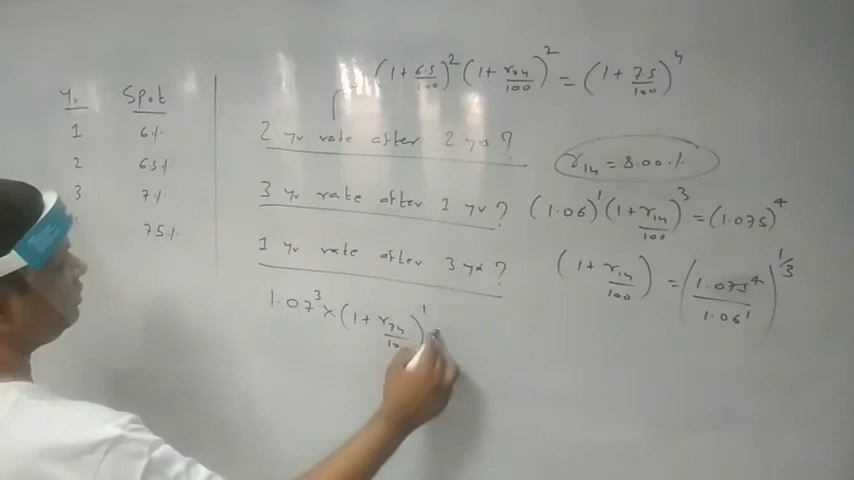 (1 + 6.5/100)^2 (1 + r24/100)^2 = (1 + 7.5/100)^4
Yr Spot
1 6%
2 6.5%
3 7%
7.5%
2 yr rate after 2 yrs?
r14 = 8.00%
3 yr rate after 1 yr? (1.06)^1 (1 + r14/100)^3 = (1.075)^4
1 yr rate after 3 yrs?
(1 + r14/100) = (1.075^4/1.06^1)^1/3
1.07^3 × (1 + r34/10)^1 =